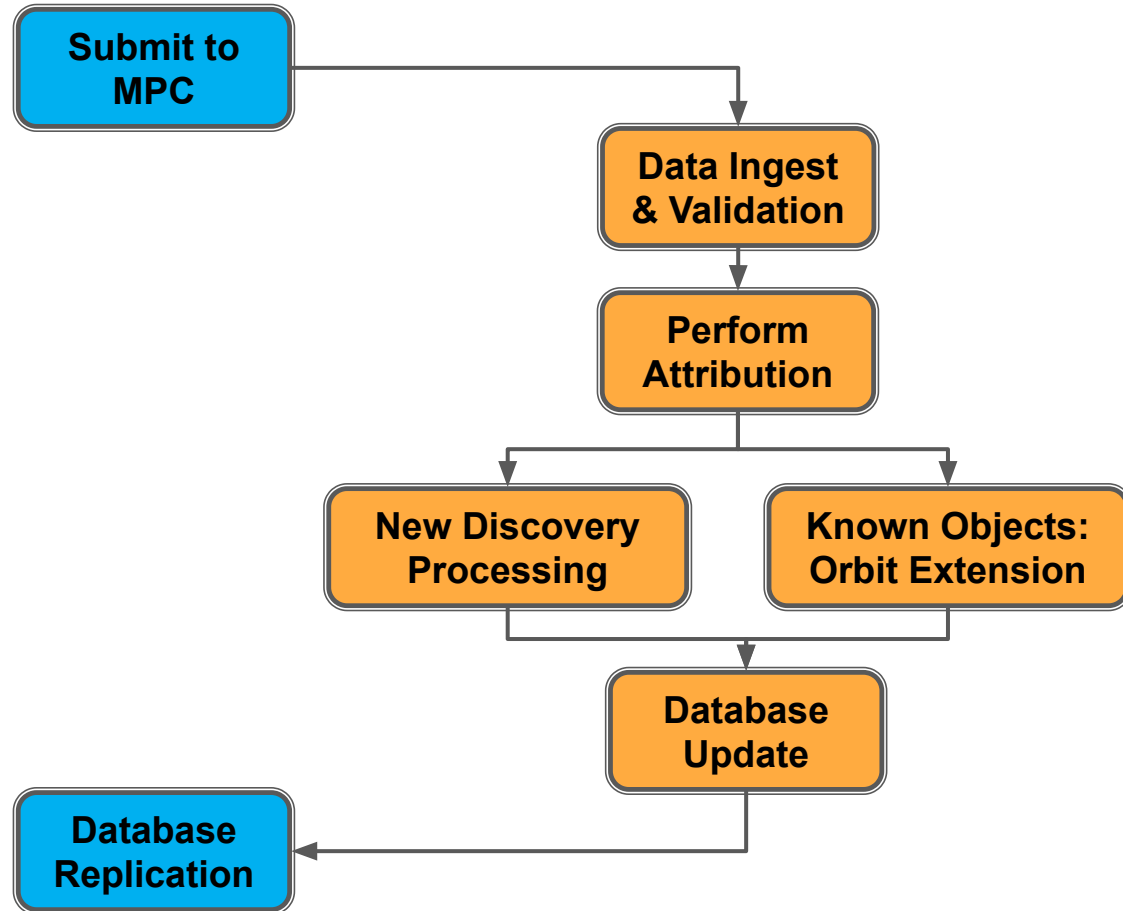 Submit to
MPC
Data Ingest
& Validation
Perform
Attribution
New Discovery
Processing
Known Objects:
Orbit Extension
Database
Update
Database
Replication